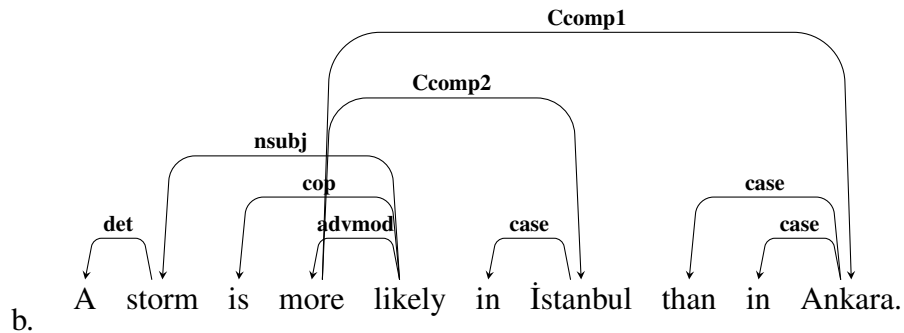 Ccomp1
Ccomp2
nsubj
cop case
det advmod case case
b. A storm is more likely in İstanbul than in Ankara.